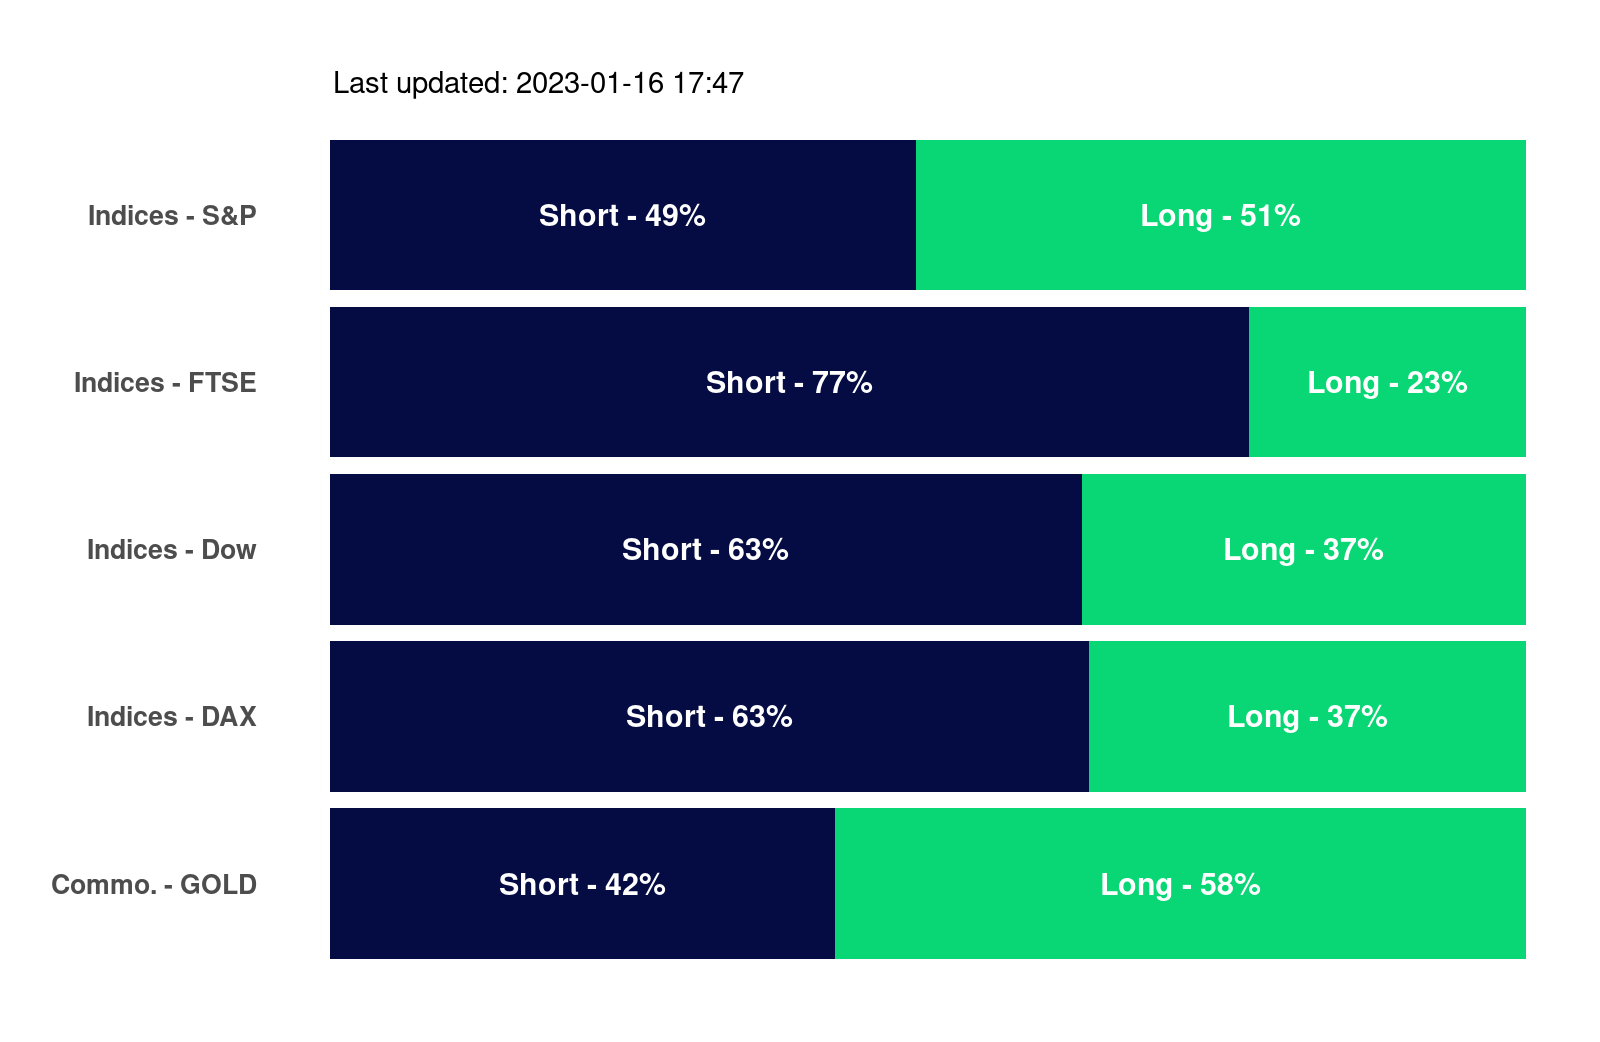 Last updated: 2023-01-16 17:47
Indices - S&P Short - 49% Long - 51%
Indices - FTSE Short - 77% Long - 23%
Indices - Dow Short - 63% Long - 37%
Indices - DAX Short - 63% Long - 37%
Commo. - GOLD Short - 42% Long - 58%